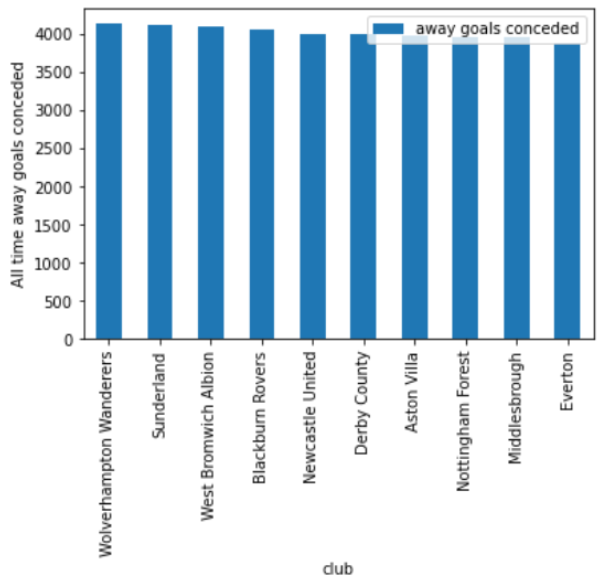 away goals conceded
All time away goals conceded
4000
3500
3000
2500
2000
1500
1000
500
0
Wolverhampton Wanderers
Sunderland
West Bromwich Albion
Blackburn Rovers
Newcastle United
Derby County
Aston Villa
Nottingham Forest
Middlesbrough
Everton
club